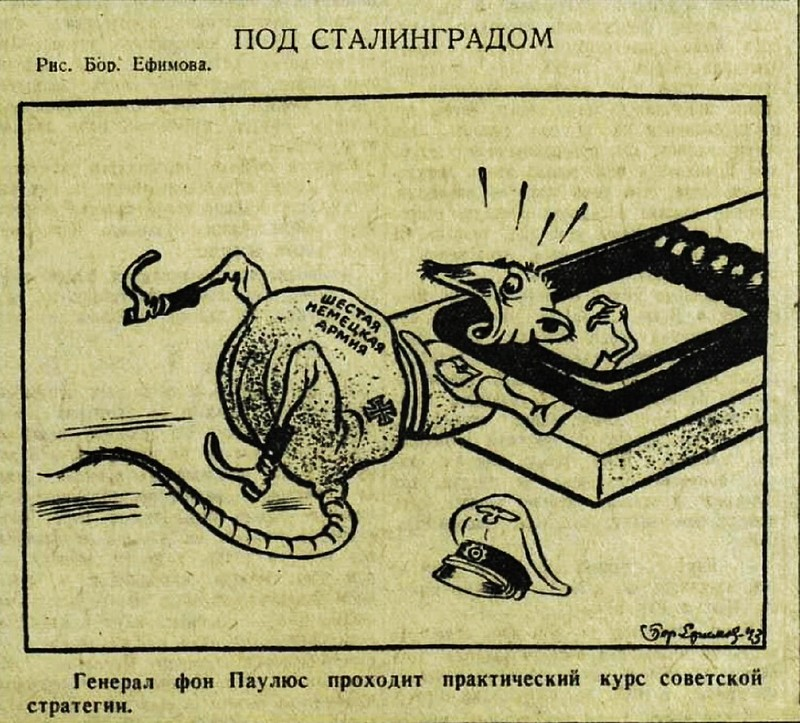 ПОД СТАЛИНГРАДОМ
Рис. Бор. Ефимова.
ШЕСТАЯ
НЕМЕЦКАЯ
АРМИЯ
Бор. Ефимов-43
Генерал фон Паулюс проходит практический курс советской
стратегии.